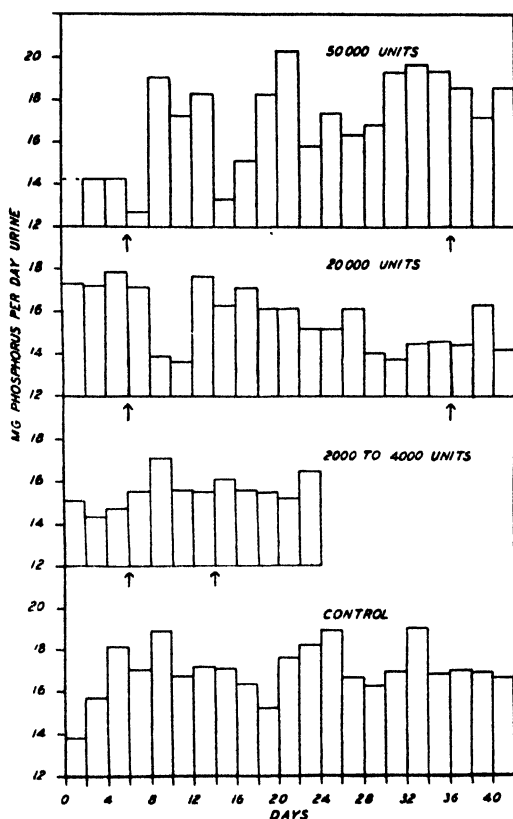 MG PHOSPHORUS PER DAY URINE
50000 UNITS
20
18
16
14
12
20000 UNITS
18
16
14
12
2000 TO 4000 UNITS
18
16
14
12
CONTROL
20
18
16
14
12
0 4 8 12 16 20 24 28 32 36 40
DAYS